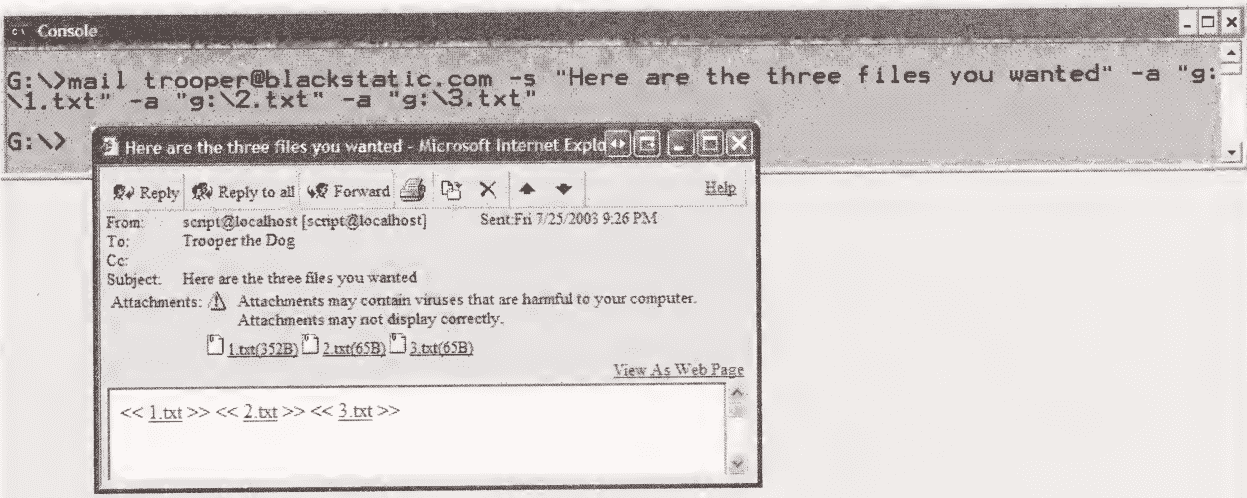 Console
G:\>mail trooper@blackstatic.com -s "Here are the three files you wanted" -a "g:
\1.txt" -a "g:\2.txt" -a "g:\3.txt"
G:\>
Here are the three files you wanted - Microsoft Internet Explo
Reply Reply to all Forward Help
From: script@localhost [script@localhost] Sent:Fri 7/25/2003 9:26 PM
To: Trooper the Dog
Cc:
Subject: Here are the three files you wanted
Attachments: Attachments may contain viruses that are harmful to your computer.
Attachments may not display correctly.
1.txt(352B) 2.txt(65B) 3.txt(65B)
View As Web Page
<< 1.txt >> << 2.txt >> << 3.txt >>